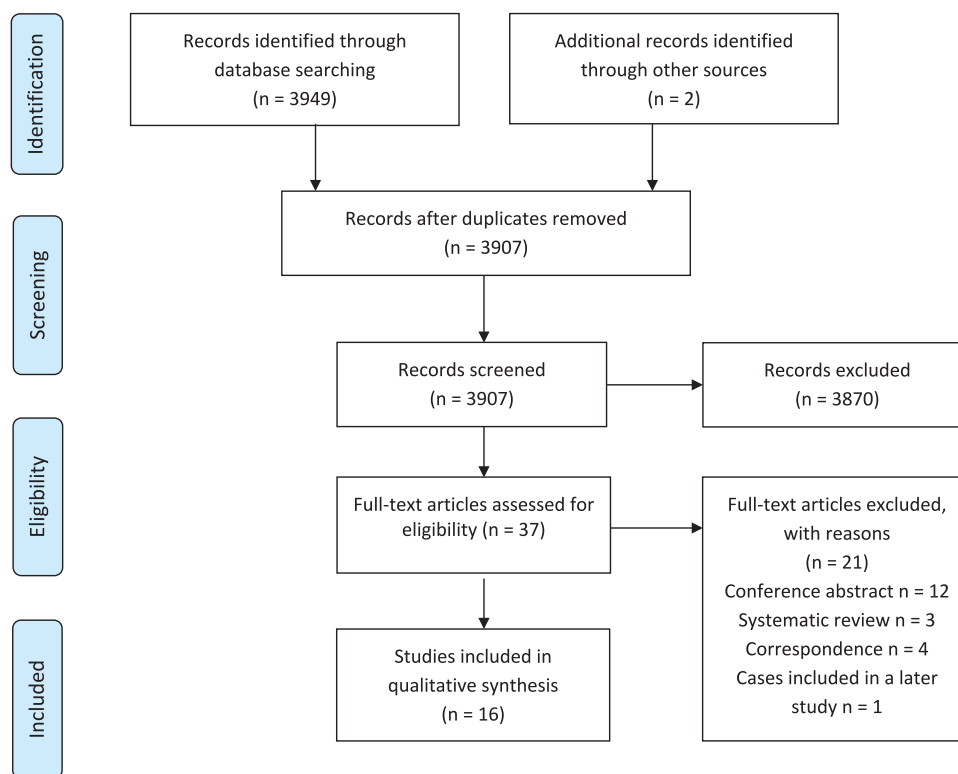 Identification
Records identified through
database searching
(n = 3949)
Additional records identified
through other sources
(n = 2)
Screening
Records after duplicates removed
(n = 3907)
Records screened
(n = 3907)
Records excluded
(n = 3870)
Eligibility
Full-text articles assessed for
eligibility (n = 37)
Full-text articles excluded,
with reasons
(n = 21)
Conference abstract n = 12
Systematic review n = 3
Correspondence n = 4
Cases included in a later
study n = 1
Included
Studies included in
qualitative synthesis
(n = 16)